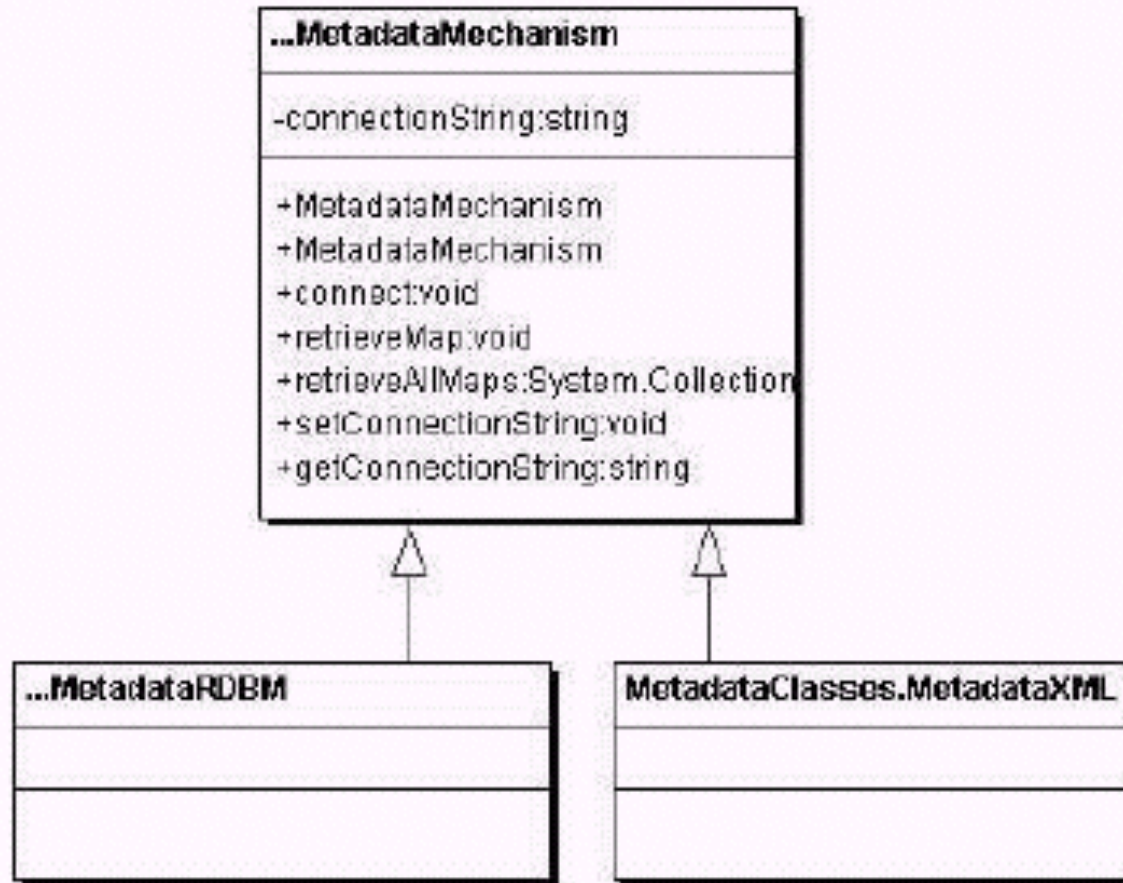 ...MetadataMechanism
-connectionString:string
+MetadataMechanism
+MetadataMechanism
+connect:void
+retrieveMap:void
+retrieveAllMaps:System.Collection
+setConnectionString:void
+getConnectionString:string
...MetadataRDBM
MetadataClasses.MetadataXML